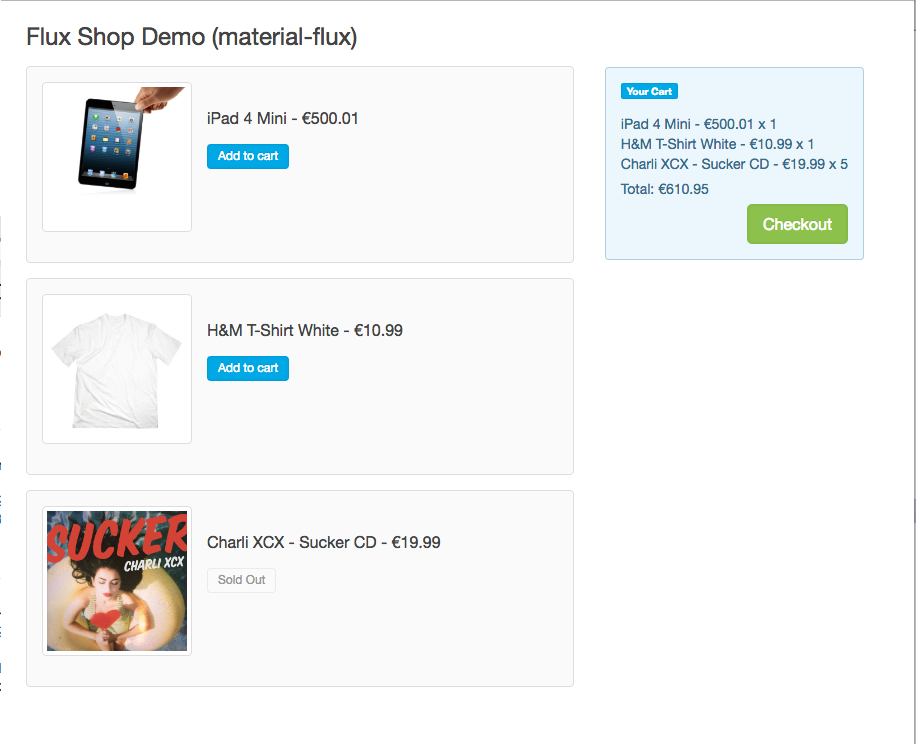 Flux Shop Demo (material-flux)
iPad 4 Mini - €500.01
Add to cart
H&M T-Shirt White - €10.99
Add to cart
SUCKER
CHARLI XCX
Charli XCX - Sucker CD - €19.99
Sold Out
Your Cart
iPad 4 Mini - €500.01 x 1
H&M T-Shirt White - €10.99 x 1
Charli XCX - Sucker CD - €19.99 x 5
Total: €610.95
Checkout